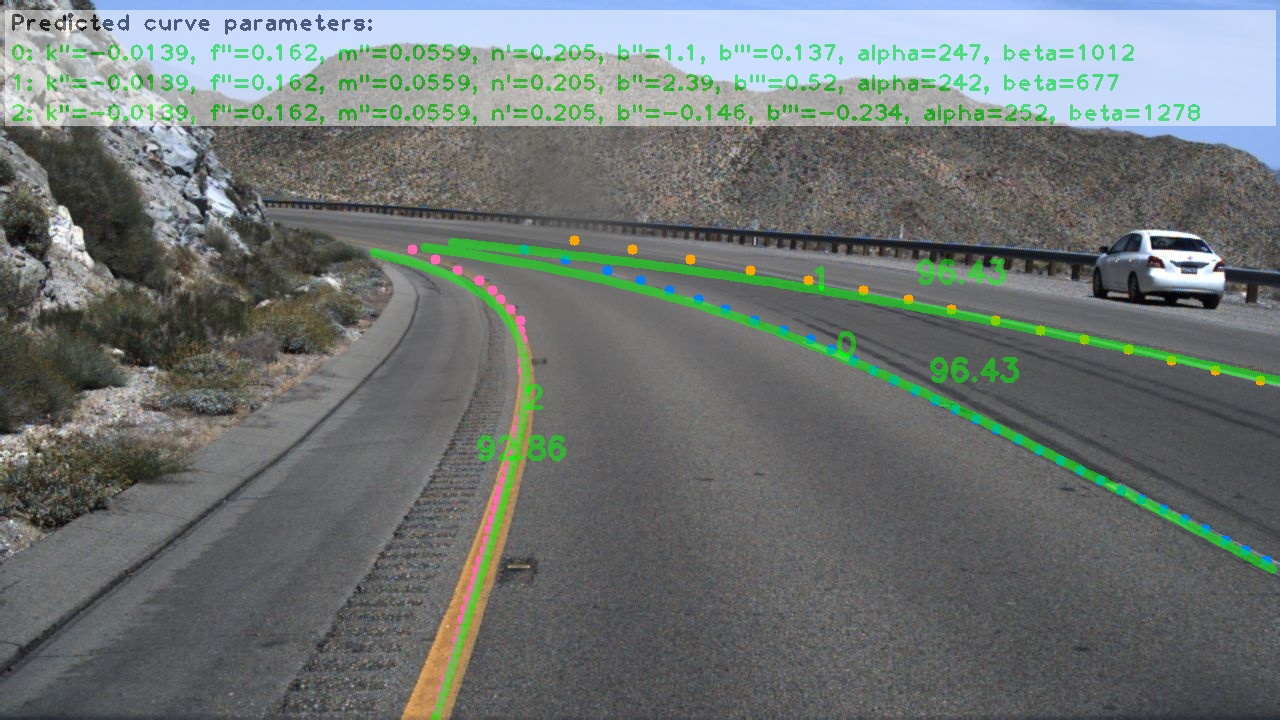 Predicted curve parameters:
0: k''=-0.0139, f''=0.162, m''=0.0559, n'=0.205, b''=1.1, b'''=0.137, alpha=247, beta=1012
1: k''=-0.0139, f''=0.162, m''=0.0559, n'=0.205, b''=2.39, b'''=0.52, alpha=242, beta=677
2: k''=-0.0139, f''=0.162, m''=0.0559, n'=0.205, b''=-0.146, b'''=-0.234, alpha=252, beta=1278
1 96.43
0 96.43
2
92.86